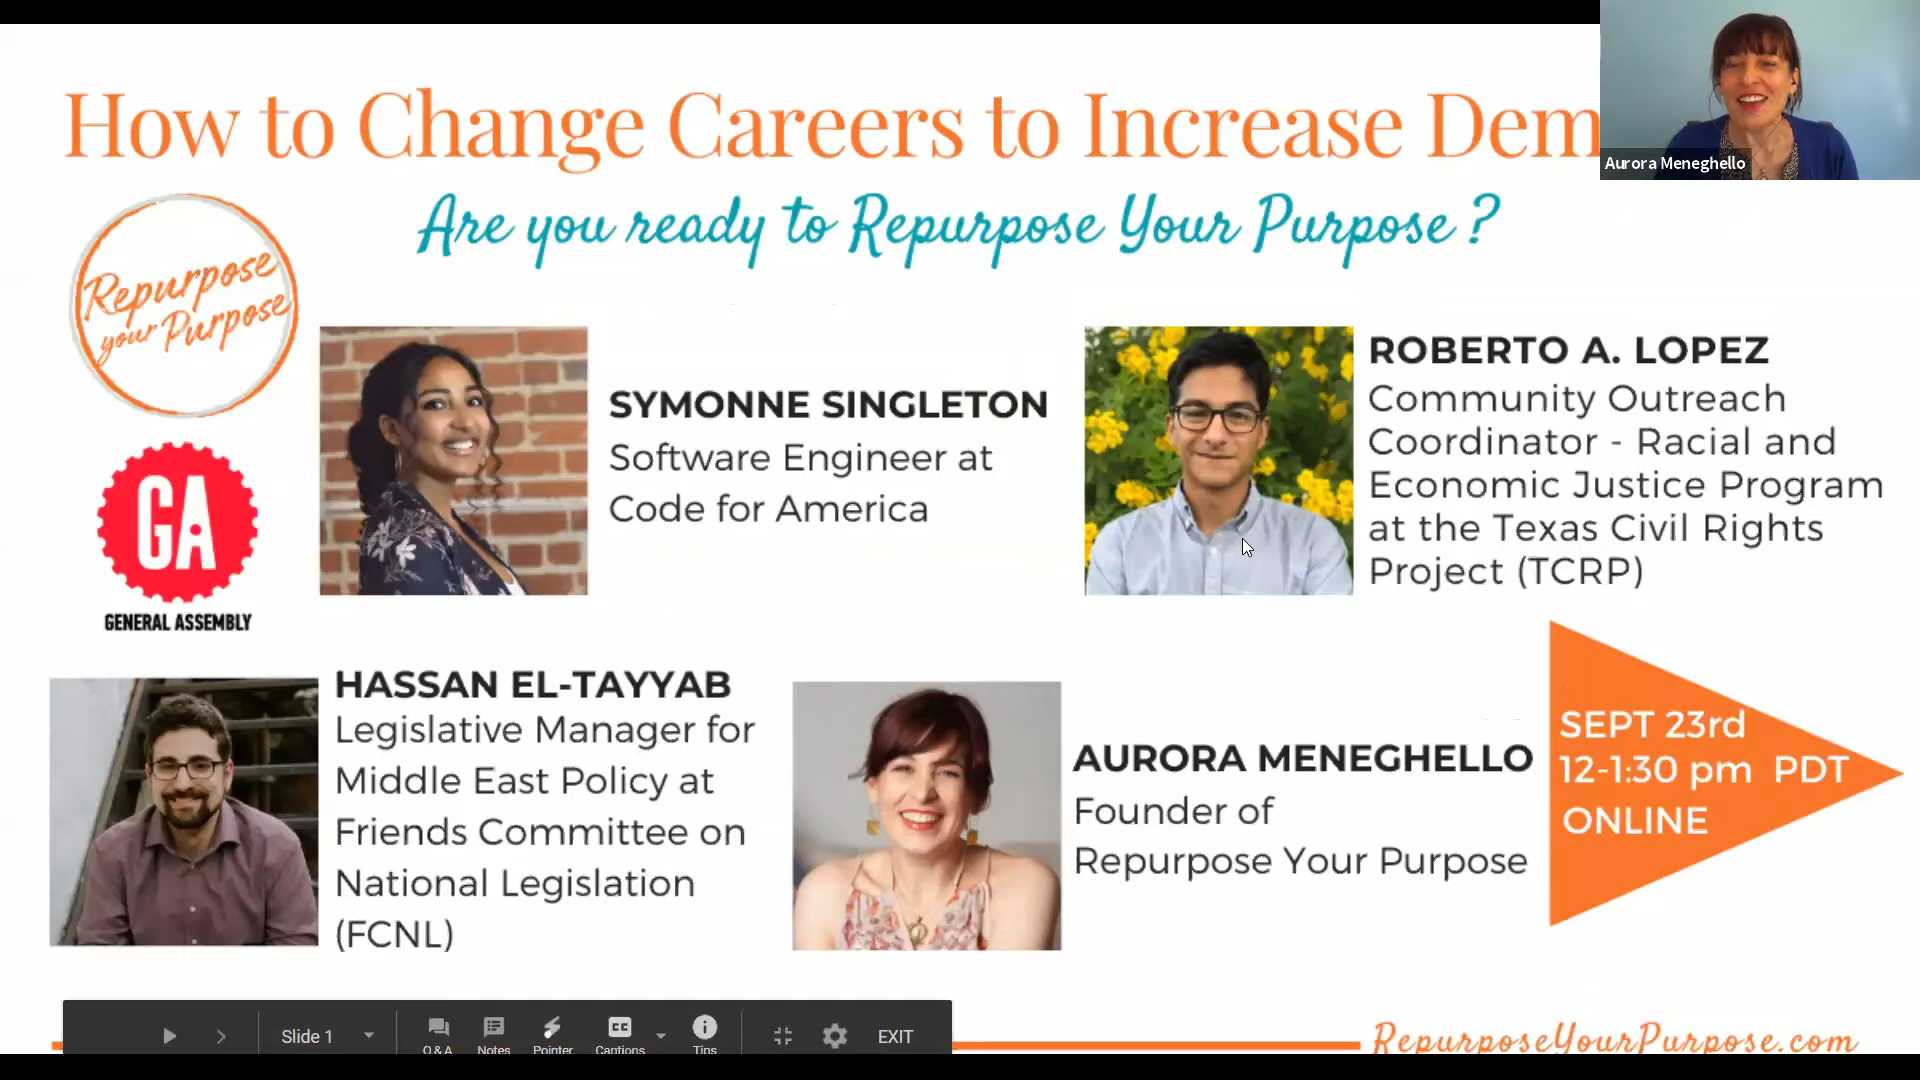 How to Change Careers to Increase Dem
Aurora Meneghello
Are you ready to Repurpose Your Purpose?
Repurpose
your Purpose
GA
GENERAL ASSEMBLY
SYMONNE SINGLETON
Software Engineer at
Code for America
ROBERTO A. LOPEZ
Community Outreach
Coordinator - Racial and
Economic Justice Program
at the Texas Civil Rights
Project (TCRP)
HASSAN EL-TAYYAB
Legislative Manager for
Middle East Policy at
Friends Committee on
National Legislation
(FCNL)
AURORA MENEGHELLO
Founder of
Repurpose Your Purpose
SEPT 23rd
12-1:30 pm PDT
ONLINE
Slide 1
Q&A
Notes
Pointer
CC
Captions
Tips
EXIT
RepurposeYourPurpose.com